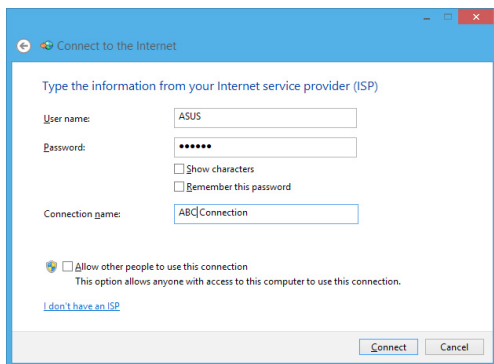 Connect to the Internet
Type the information from your Internet service provider (ISP)
User name: ASUS
Password: ••••••
Show characters
Remember this password
Connection name: ABC Connection
Allow other people to use this connection
This option allows anyone with access to this computer to use this connection.
I don't have an ISP
Connect Cancel